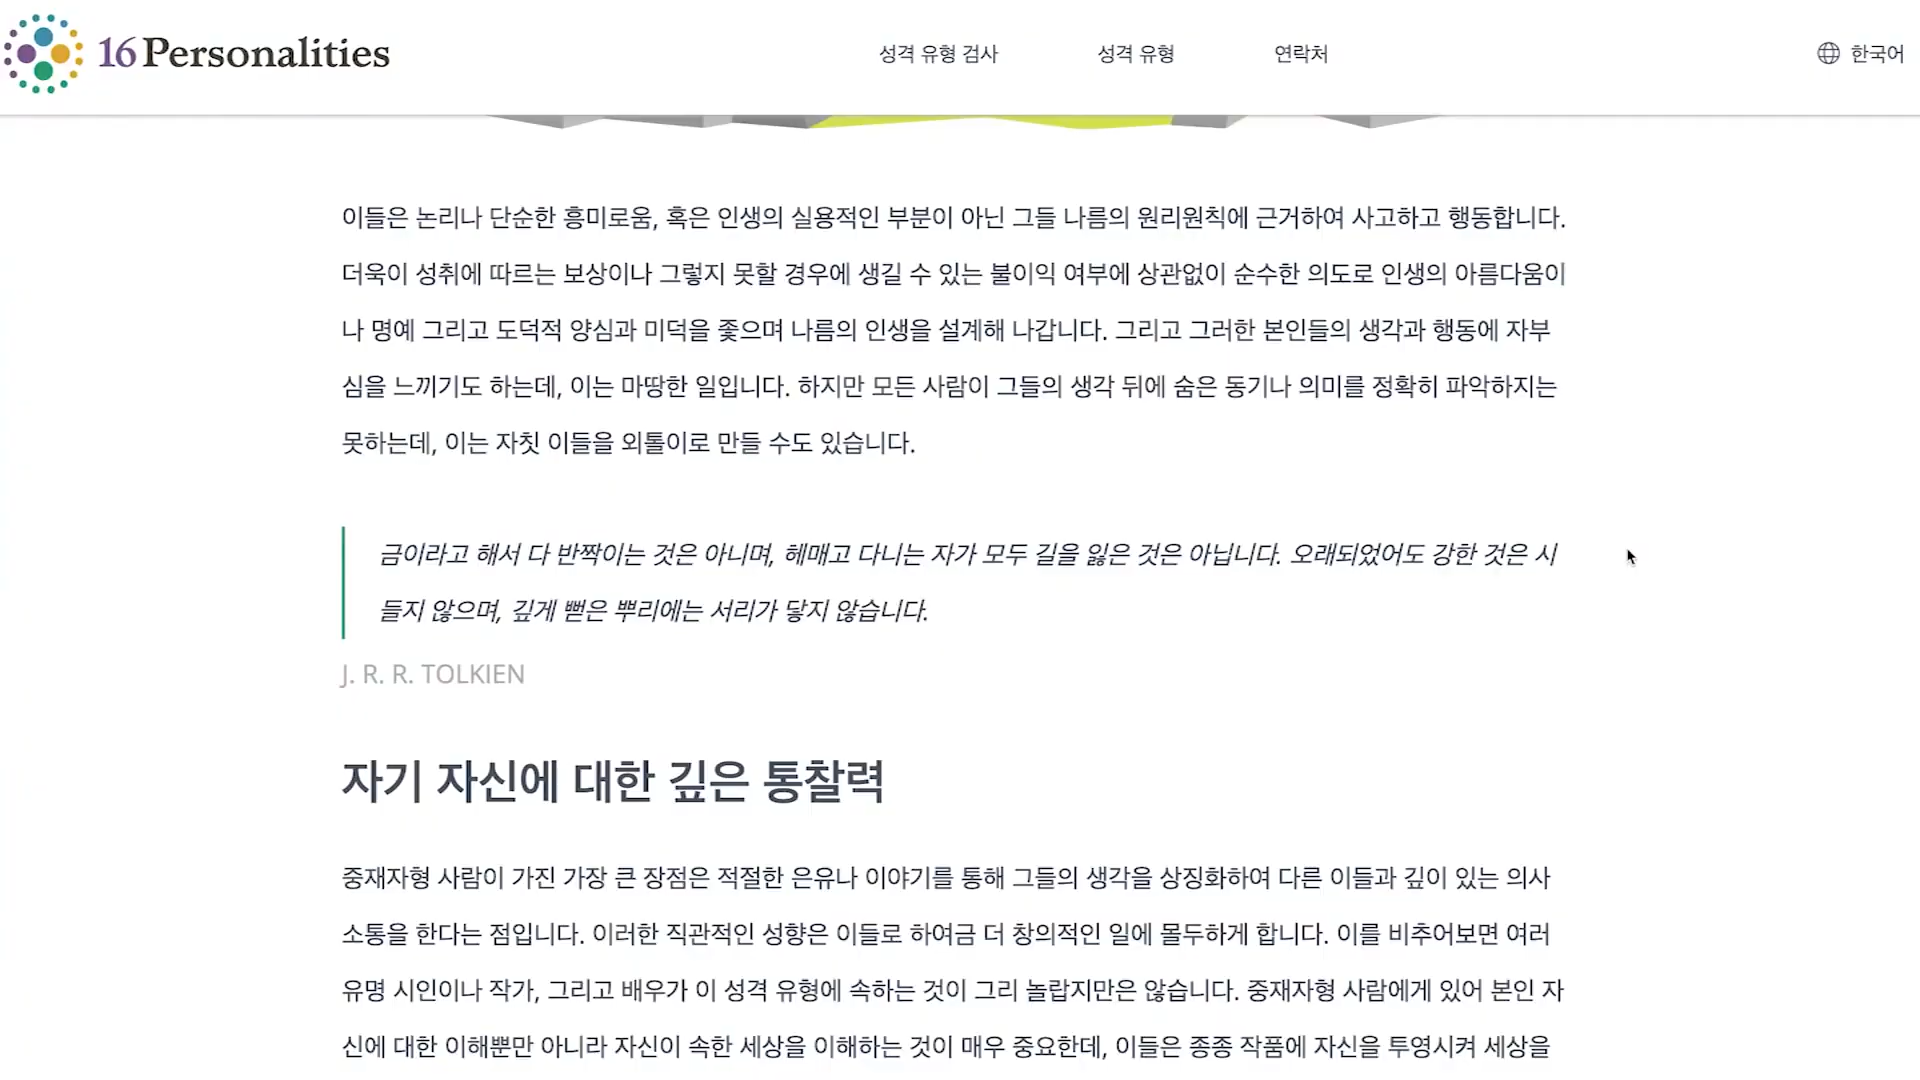 16Personalities
성격 유형 검사
성격 유형
연락처
한국어
이들은 논리나 단순한 흥미로움, 혹은 인생의 실용적인 부분이 아닌 그들 나름의 원리원칙에 근거하여 사고하고 행동합니다.
더욱이 성취에 따르는 보상이나 그렇지 못할 경우에 생길 수 있는 불이익 여부에 상관없이 순수한 의도로 인생의 아름다움이
나 명예 그리고 도덕적 양심과 미덕을 좇으며 나름의 인생을 설계해 나갑니다. 그리고 그러한 본인들의 생각과 행동에 자부
심을 느끼기도 하는데, 이는 마땅한 일입니다. 하지만 모든 사람이 그들의 생각 뒤에 숨은 동기나 의미를 정확히 파악하지는
못하는데, 이는 자칫 이들을 외톨이로 만들 수도 있습니다.
금이라고 해서 다 반짝이는 것은 아니며, 헤매고 다니는 자가 모두 길을 잃은 것은 아닙니다. 오래되었어도 강한 것은 시
들지 않으며, 깊게 뻗은 뿌리에는 서리가 닿지 않습니다.
J. R. R. TOLKIEN
자기 자신에 대한 깊은 통찰력
중재자형 사람이 가진 가장 큰 장점은 적절한 은유나 이야기를 통해 그들의 생각을 상징화하여 다른 이들과 깊이 있는 의사
소통을 한다는 점입니다. 이러한 직관적인 성향은 이들로 하여금 더 창의적인 일에 몰두하게 합니다. 이를 비추어보면 여러
유명 시인이나 작가, 그리고 배우가 이 성격 유형에 속하는 것이 그리 놀랍지만은 않습니다. 중재자형 사람에게 있어 본인 자
신에 대한 이해뿐만 아니라 자신이 속한 세상을 이해하는 것이 매우 중요한데, 이들은 종종 작품에 자신을 투영시켜 세상을